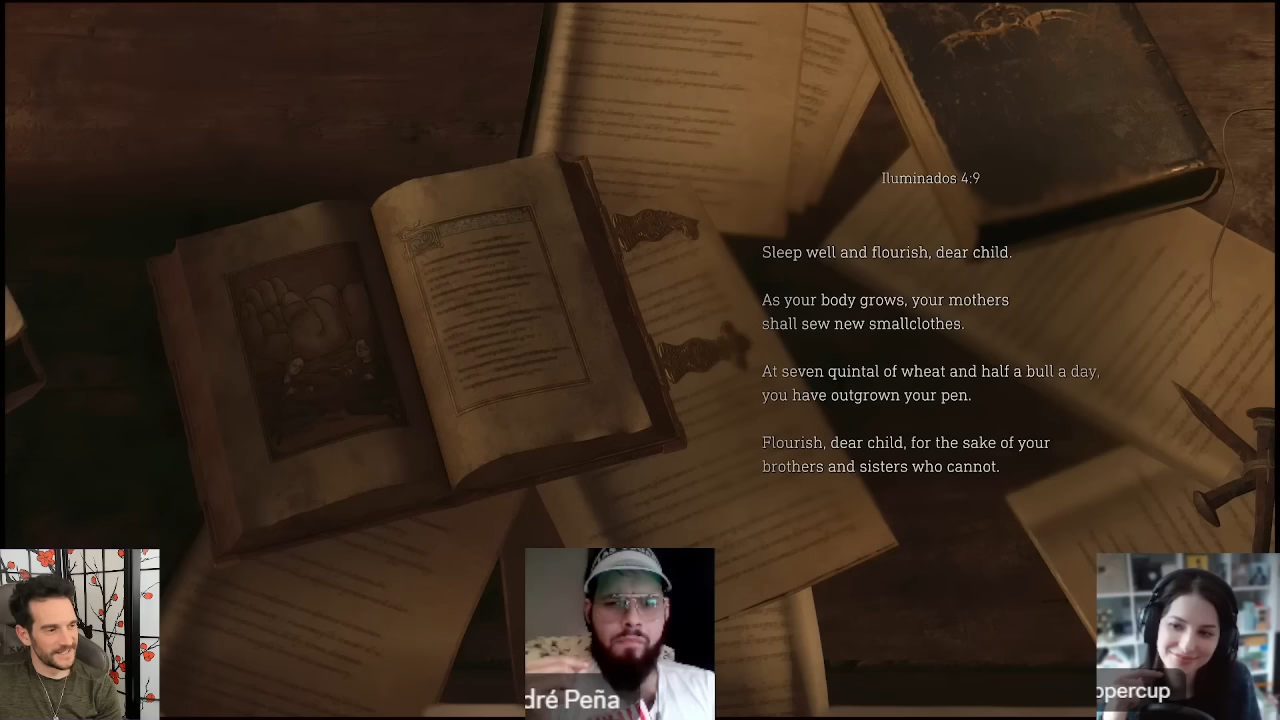 Iluminados 4:9
Sleep well and flourish, dear child.
As your body grows, your mothers
shall sew new smallclothes.
At seven quintal of wheat and half a bull a day,
you have outgrown your pen.
Flourish, dear child, for the sake of your
brothers and sisters who cannot.
dré Peña
ppercup